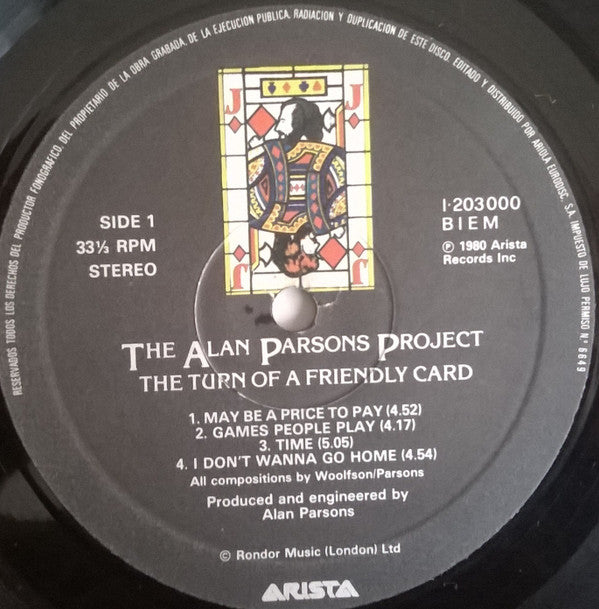 RESERVADOS TODOS LOS DERECHOS DEL PRODUCTOR FONOGRAFICO, DEL PROPIETARIO DE LA OBRA GRABADA, DE LA EJECUCION PUBLICA, RADIACION Y DUPLICACION DE ESTE DISCO. EDITADO Y DISTRIBUIDO POR ARIOLA EURODISC, S.A. IMPUESTO DE LUJO PERMISO N.° 6849
J
J
J
J
SIDE 1
33⅓ RPM
STEREO
I·203000
BIEM
℗ 1980 Arista
Records Inc
THE ALAN PARSONS PROJECT
THE TURN OF A FRIENDLY CARD
1. MAY BE A PRICE TO PAY (4.52)
2. GAMES PEOPLE PLAY (4.17)
3. TIME (5.05)
4. I DON'T WANNA GO HOME (4.54)
All compositions by Woolfson/Parsons
Produced and engineered by
Alan Parsons
© Rondor Music (London) Ltd
ARISTA